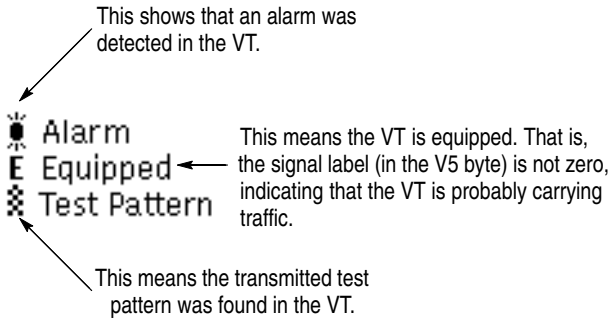 This shows that an alarm was
detected in the VT.
Alarm
E Equipped
Test Pattern
This means the VT is equipped. That is,
the signal label (in the V5 byte) is not zero,
indicating that the VT is probably carrying
traffic.
This means the transmitted test
pattern was found in the VT.